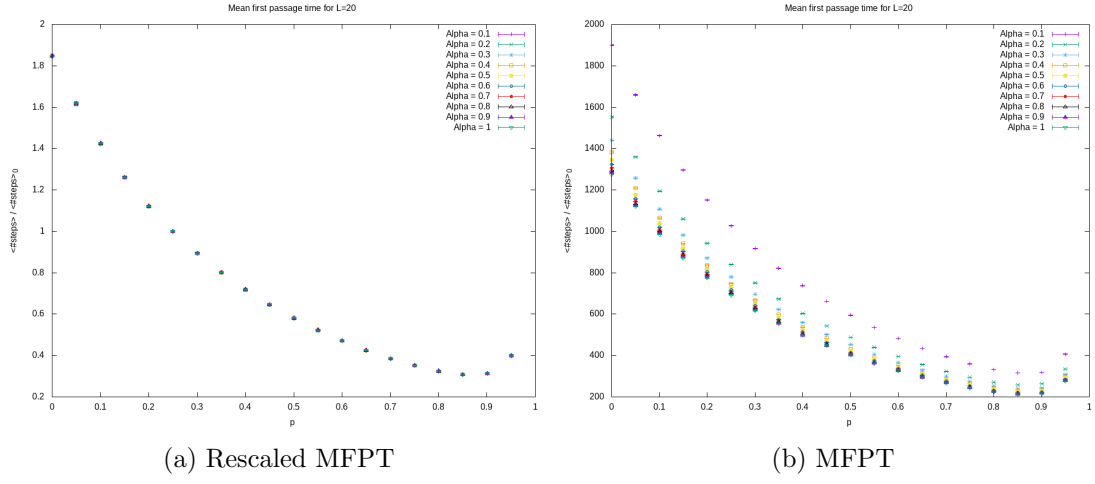 Mean first passage time for L=20
2
1.8
1.6
1.4
1.2
1
0.8
0.6
0.4
0.2
<#steps> / <#steps>0
Alpha = 0.1
Alpha = 0.2
Alpha = 0.3
Alpha = 0.4
Alpha = 0.5
Alpha = 0.6
Alpha = 0.7
Alpha = 0.8
Alpha = 0.9
Alpha = 1
0 0.1 0.2 0.3 0.4 0.5 0.6 0.7 0.8 0.9 1
p
(a) Rescaled MFPT
Mean first passage time for L=20
2000
1800
1600
1400
1200
1000
800
600
400
200
<#steps> / <#steps>0
Alpha = 0.1
Alpha = 0.2
Alpha = 0.3
Alpha = 0.4
Alpha = 0.5
Alpha = 0.6
Alpha = 0.7
Alpha = 0.8
Alpha = 0.9
Alpha = 1
0 0.1 0.2 0.3 0.4 0.5 0.6 0.7 0.8 0.9 1
p
(b) MFPT